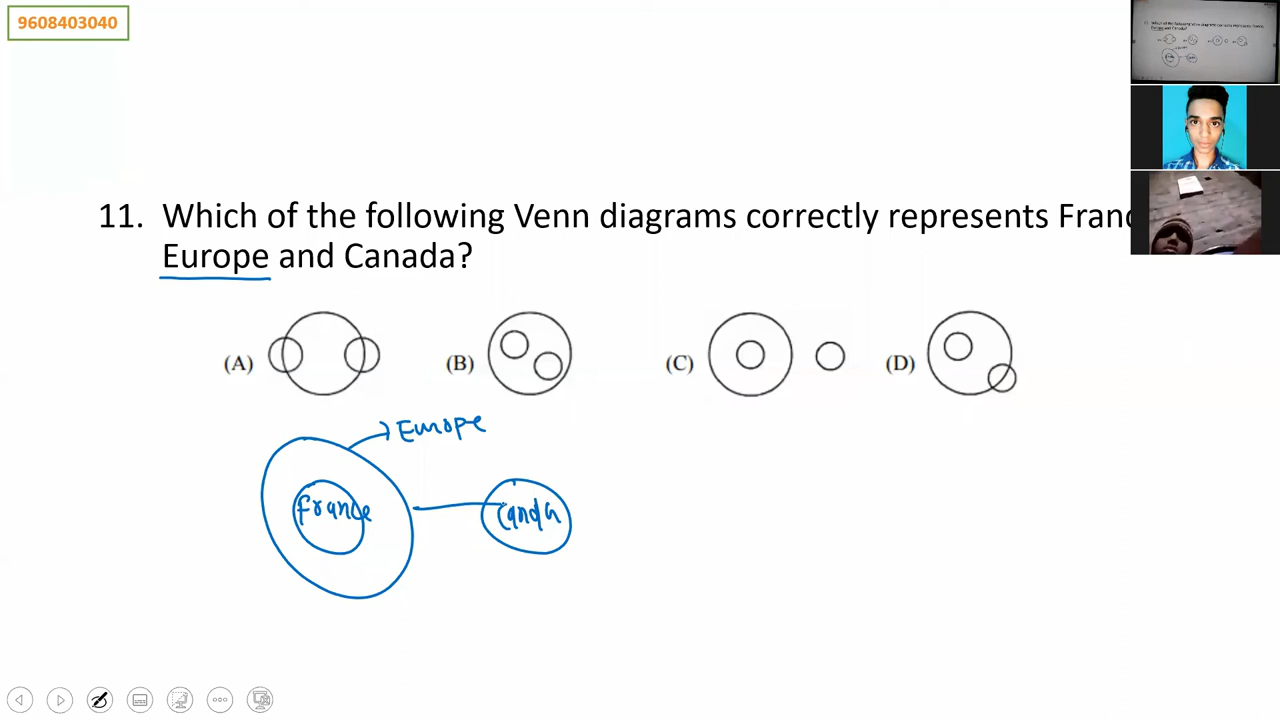 9608403040
11. Which of the following Venn diagrams correctly represents Franc
Europe and Canada?
(A)
(B)
(C)
(D)
Europe
France
Canda